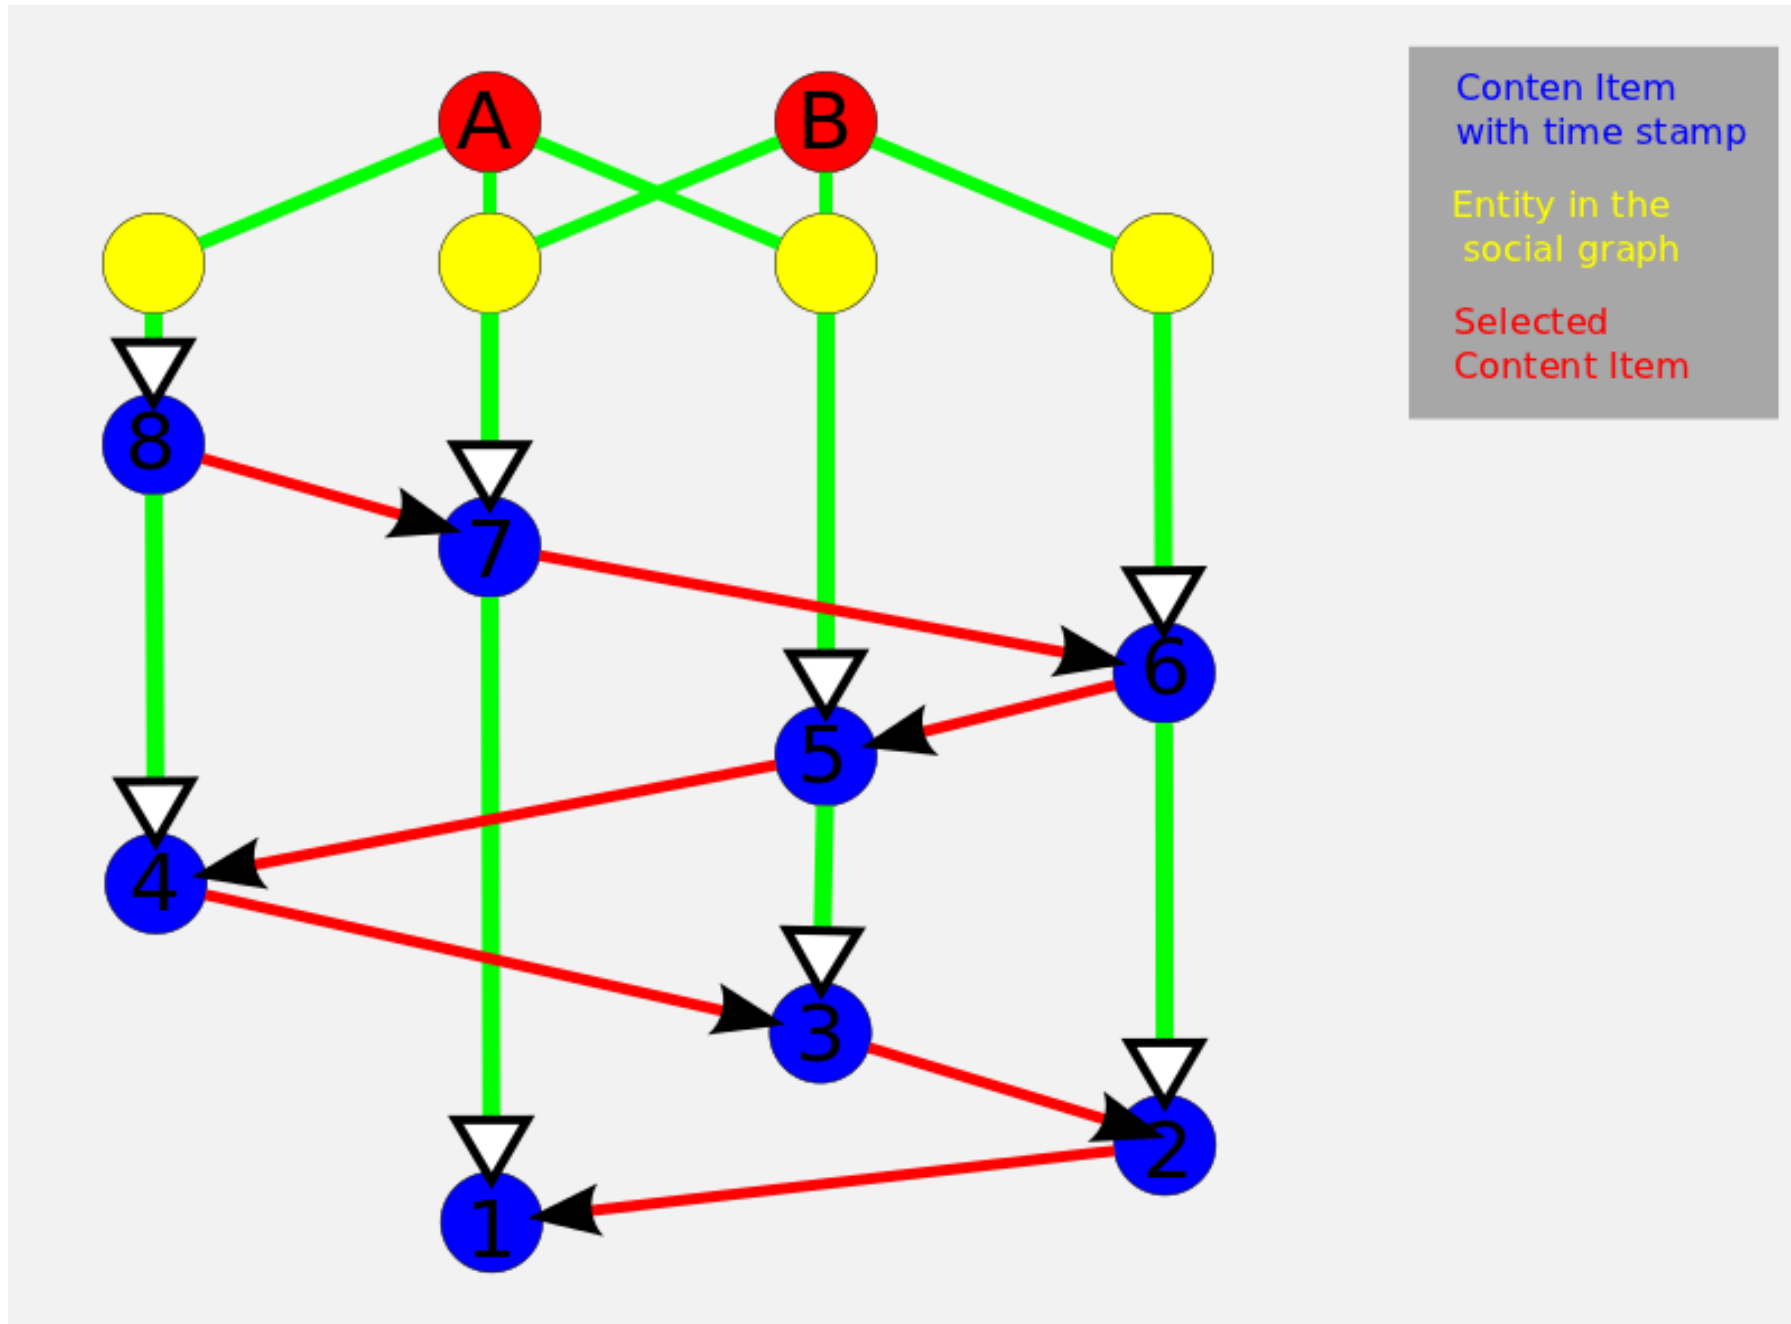 A
B
Conten Item
with time stamp
Entity in the
social graph
Selected
Content Item
8
7
6
5
4
3
2
1